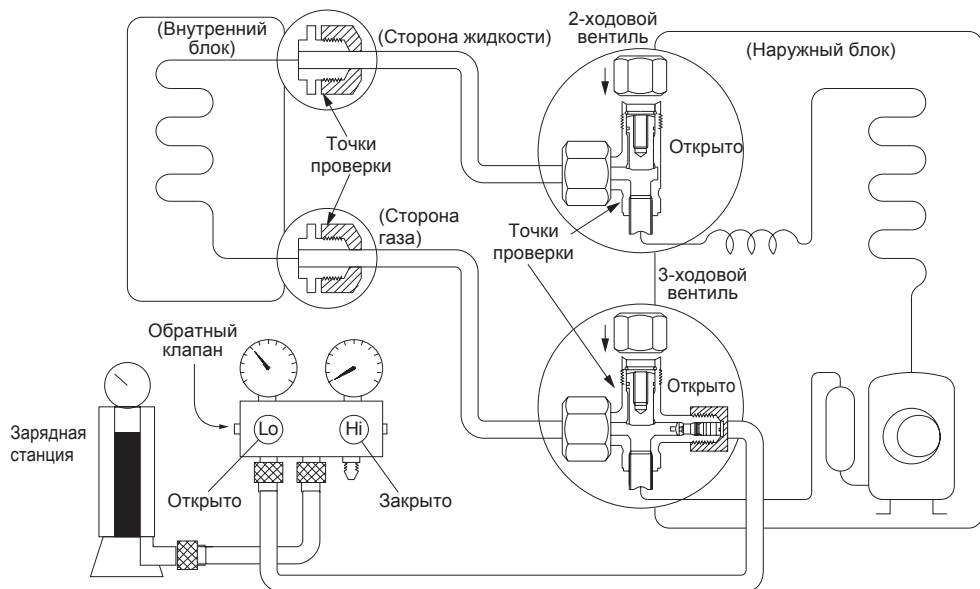 (Внутренний
блок)
(Сторона жидкости)
2-ходовой
вентиль
(Наружный блок)
Точки
проверки
Открыто
(Сторона
газа)
Точки
проверки
3-ходовой
вентиль
Обратный
клапан
Открыто
Зарядная
станция
Lo
Hi
Открыто
Закрыто